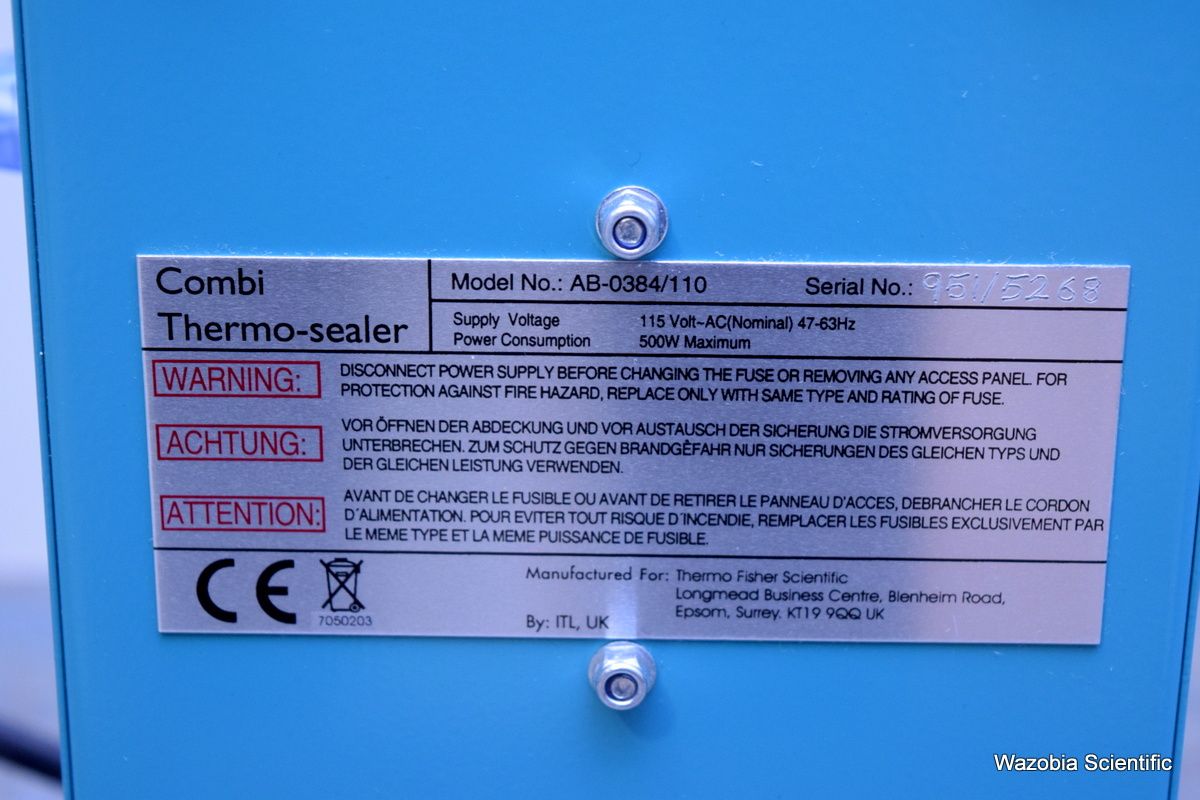 Combi
Thermo-sealer
Model No.: AB-0384/110
Serial No.: 951/5268
Supply Voltage 115 Volt~AC(Nominal) 47-63Hz
Power Consumption 500W Maximum
WARNING:
DISCONNECT POWER SUPPLY BEFORE CHANGING THE FUSE OR REMOVING ANY ACCESS PANEL. FOR
PROTECTION AGAINST FIRE HAZARD, REPLACE ONLY WITH SAME TYPE AND RATING OF FUSE.
ACHTUNG:
VOR ÖFFNEN DER ABDECKUNG UND VOR AUSTAUSCH DER SICHERUNG DIE STROMVERSORGUNG
UNTERBRECHEN. ZUM SCHUTZ GEGEN BRANDGĚFAHR NUR SICHERUNGEN DES GLEICHEN TYPS UND
DER GLEICHEN LEISTUNG VERWENDEN.
ATTENTION:
AVANT DE CHANGER LE FUSIBLE OU AVANT DE RETIRER LE PANNEAU D'ACCES, DEBRANCHER LE CORDON
D´ALIMENTATION. POUR EVITER TOUT RISQUE D´INCENDIE, REMPLACER LES FUSIBLES EXCLUSIVEMENT PAR
LE MEME TYPE ET LA MEME PUISSANCE DE FUSIBLE.
CE
7050203
Manufactured For: Thermo Fisher Scientific
Longmead Business Centre, Blenheim Road,
Epsom, Surrey. KT19 9QQ UK
By: ITL, UK
Wazobia Scientific